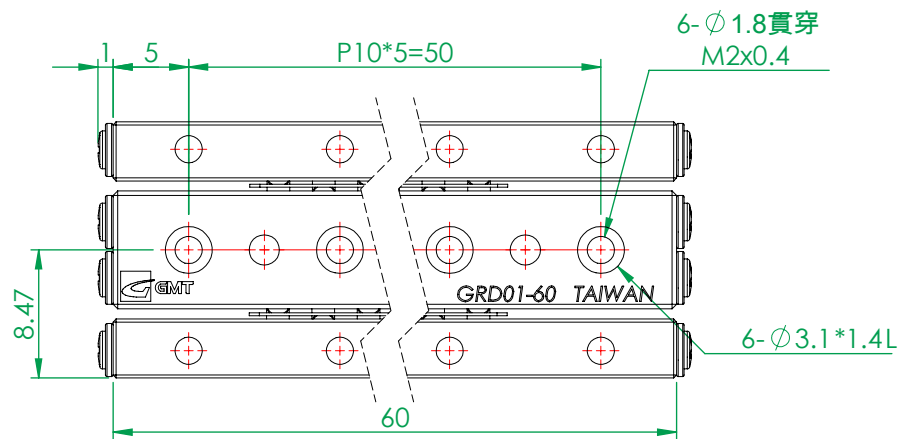 6-∅1.8貫穿
M2x0.4
1
5
P10*5=50
8.47
GMT
GRD01-60 TAIWAN
6-∅3.1*1.4L
60